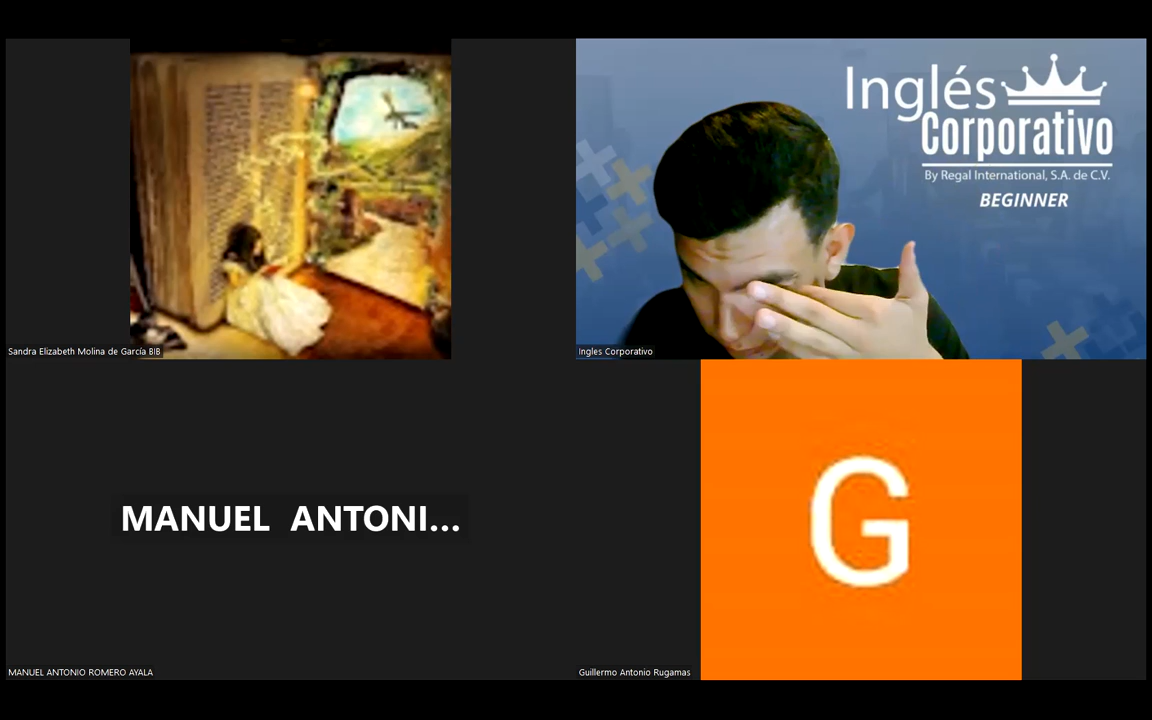 Inglés
Corporativo
By Regal International, S.A. de C.V.
BEGINNER
Sandra Elizabeth Molina de García BIB
Ingles Corporativo
MANUEL ANTONI...
G
MANUEL ANTONIO ROMERO AYALA
Guillermo Antonio Rugamas